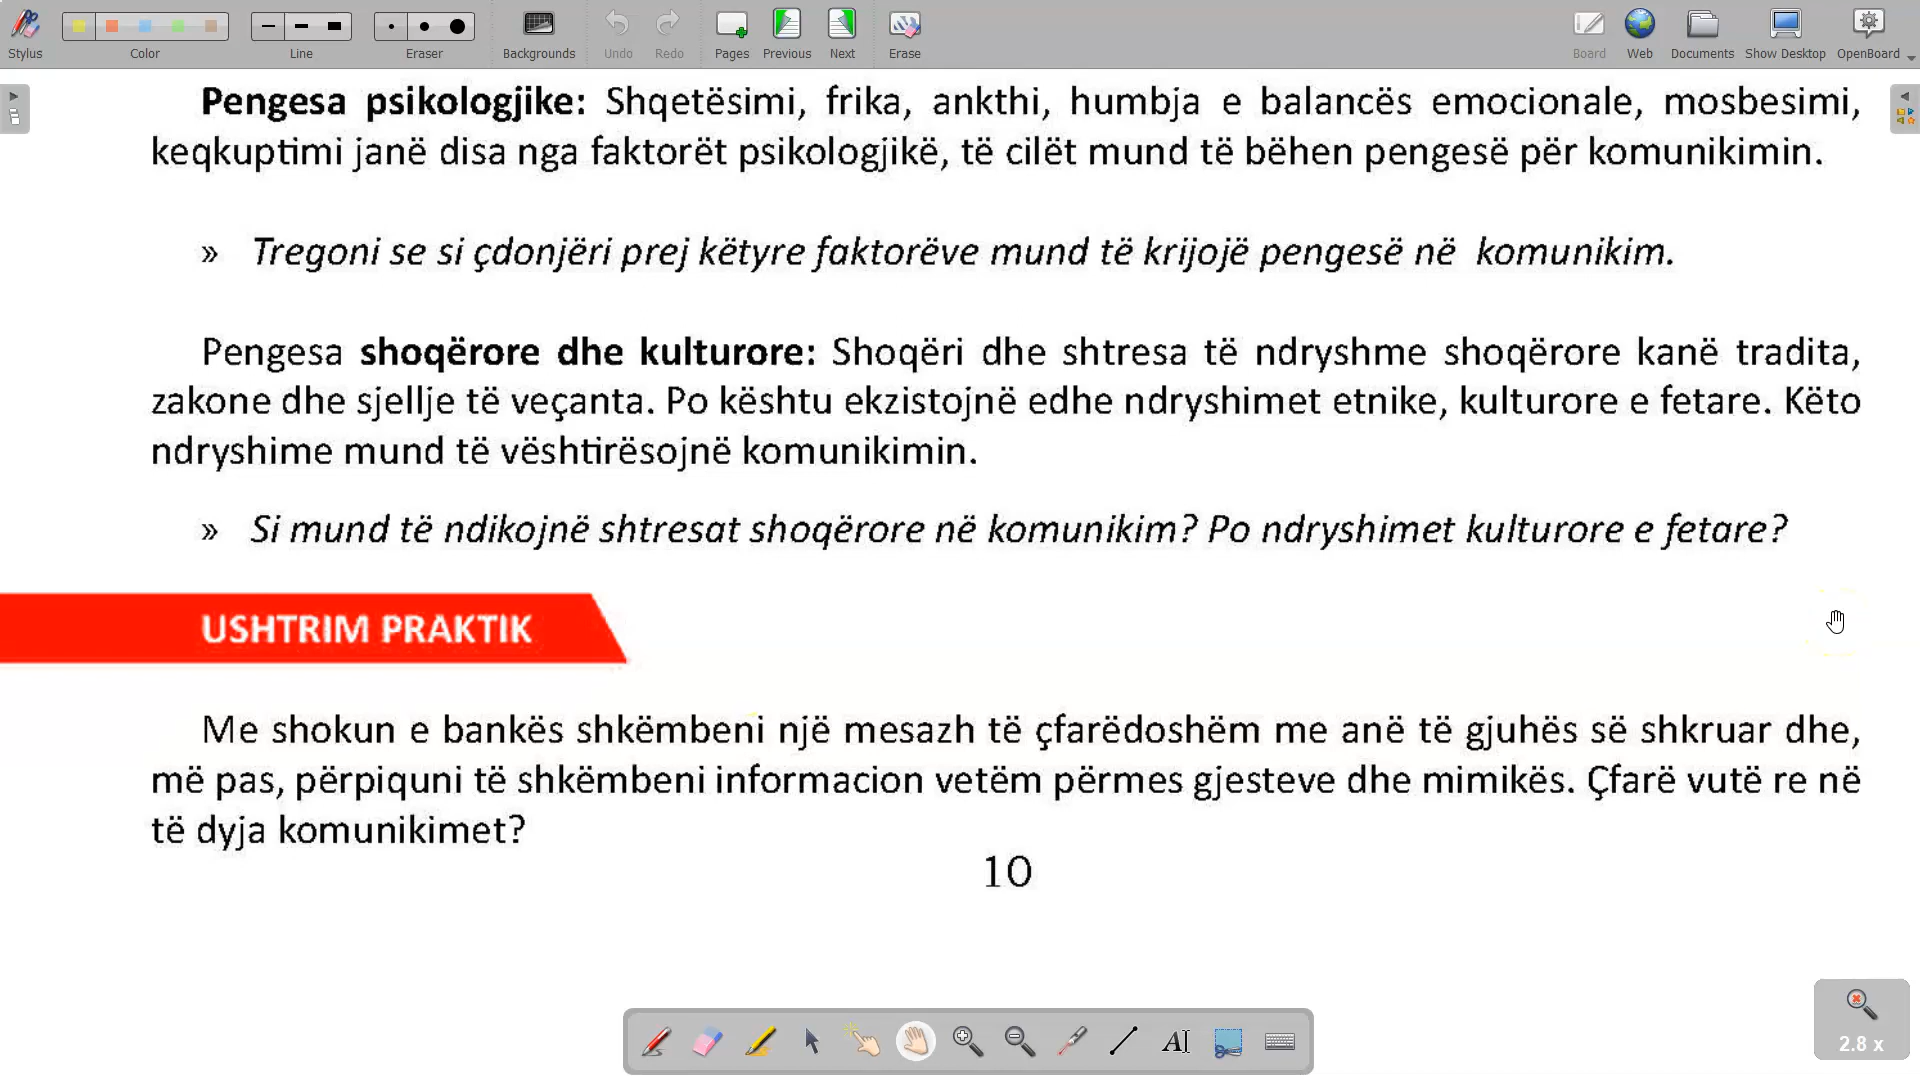 Stylus Color Line Eraser Backgrounds Undo Redo Pages Previous Next Erase Board Web Documents Show Desktop OpenBoard
Pengesa psikologjike: Shqetësimi, frika, ankthi, humbja e balancës emocionale, mosbesimi,
keqkuptimi janë disa nga faktorët psikologjikë, të cilët mund të bëhen pengesë për komunikimin.
» Tregoni se si çdonjëri prej këtyre faktorëve mund të krijojë pengesë në komunikim.
Pengesa shoqërore dhe kulturore: Shoqëri dhe shtresa të ndryshme shoqërore kanë tradita,
zakone dhe sjellje të veçanta. Po kështu ekzistojnë edhe ndryshimet etnike, kulturore e fetare. Këto
ndryshime mund të vështirësojnë komunikimin.
» Si mund të ndikojnë shtresat shoqërore në komunikim? Po ndryshimet kulturore e fetare?
USHTRIM PRAKTIK
Me shokun e bankës shkëmbeni një mesazh të çfarëdoshëm me anë të gjuhës së shkruar dhe,
më pas, përpiquni të shkëmbeni informacion vetëm përmes gjesteve dhe mimikës. Çfarë vutë re në
të dyja komunikimet?
10
AI
2.8 x